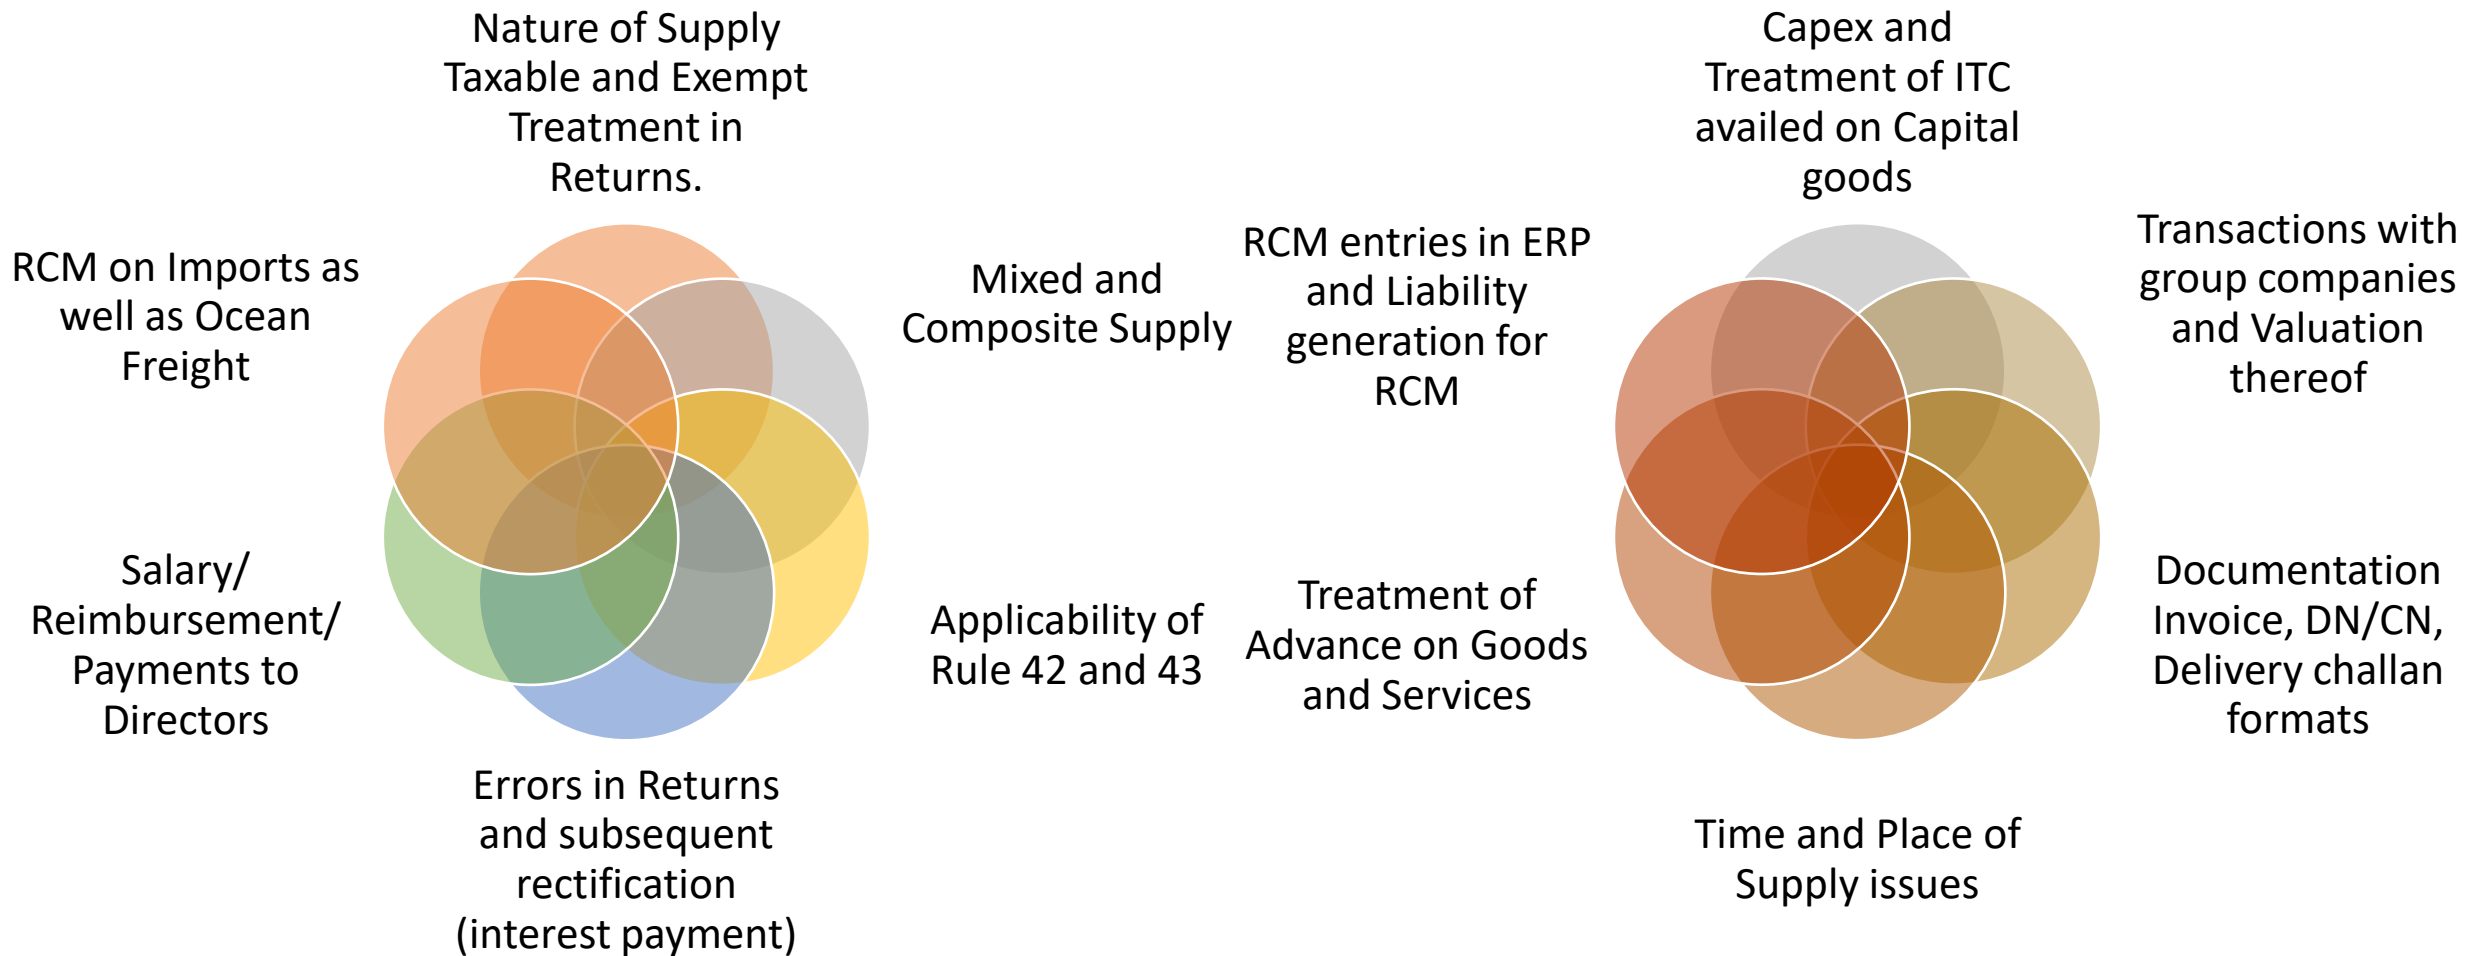 Nature of Supply
Taxable and Exempt
Treatment in
Returns.
Mixed and
Composite Supply
Applicability of
Rule 42 and 43
Errors in Returns
and subsequent
rectification
(interest payment)
Salary/
Reimbursement/
Payments to
Directors
RCM on Imports as
well as Ocean
Freight
Capex and
Treatment of ITC
availed on Capital
goods
Transactions with
group companies
and Valuation
thereof
Documentation
Invoice, DN/CN,
Delivery challan
formats
Time and Place of
Supply issues
Treatment of
Advance on Goods
and Services
RCM entries in ERP
and Liability
generation for
RCM